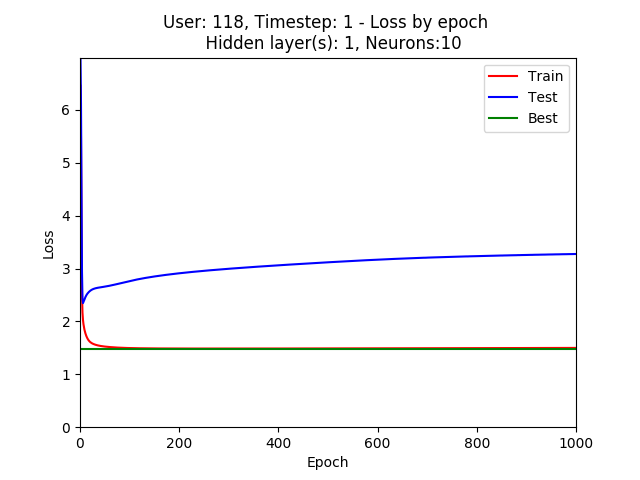 User: 118, Timestep: 1 - Loss by epoch
Hidden layer(s): 1, Neurons:10
Train
Test
Best
6
5
4
3
2
1
0
Loss
0 200 400 600 800 1000
Epoch